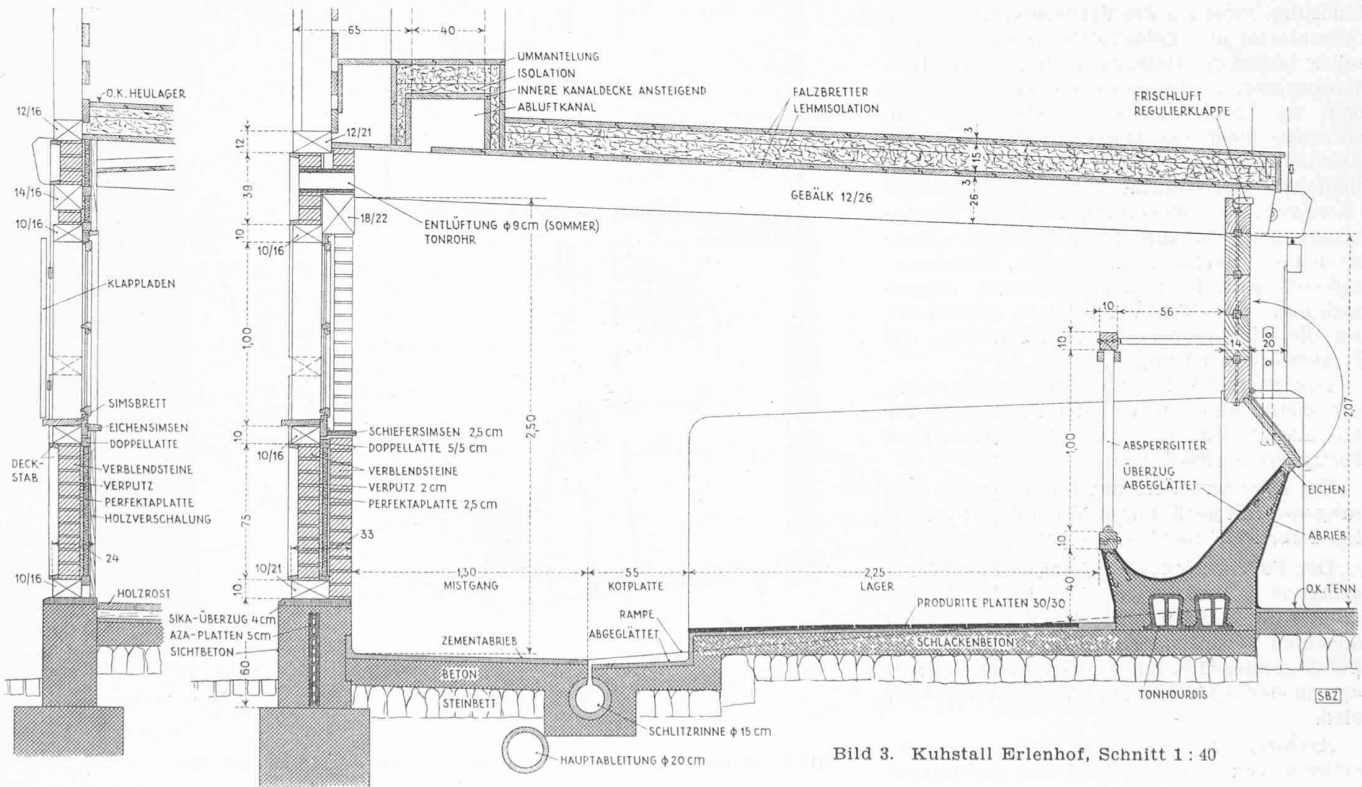 65
40
UMMANTELUNG
ISOLATION
INNERE KANALDECKE ANSTEIGEND
ABLUFTKANAL
FALZBRETTER
LEHMISOLATION
FRISCHLUFT
REGULIERKLAPPE
O.K. HEULAGER
12/16
14/16
10/16
KLAPPLADEN
SIMSBRETT
EICHENSIMSEN
DOPPELLATTE
DECK-
STAB
VERBLENDSTEINE
VERPUTZ
PERFEKTAPLATTE
HOLZVERSCHALUNG
24
10/16
HOLZROST
12
12/21
39
18/22
10
10/16
ENTLÜFTUNG ϕ 9 cm (SOMMER)
TONROHR
3
15
3
26
GEBÄLK 12/26
1,00
2,50
10
10/16
SCHIEFERSIMSEN 2,5 cm
DOPPELLATTE 5/5 cm
VERBLENDSTEINE
VERPUTZ 2 cm
PERFEKTAPLATTE 2,5 cm
75
33
10/21
10
SIKA-ÜBERZUG 4 cm
AZA-PLATTEN 5 cm
SICHTBETON
60
10
56
14
20
10
1,00
10
40
2,07
ABSPERRGITTER
ÜBERZUG
ABGEGLÄTTET
EICHEN
ABRIEB
O.K. TENN
1,30
MISTGANG
55
KOTPLATTE
2,25
LAGER
RAMPE
ABGEGLÄTTET
PRODURITE PLATTEN 30/30
ZEMENTABRIEB
SCHLACKENBETON
BETON
STEINBETT
TONHOURDIS
SBZ
SCHLITZRINNE ϕ 15 cm
HAUPTABLEITUNG ϕ 20 cm
Bild 3. Kuhstall Erlenhof, Schnitt 1 : 40